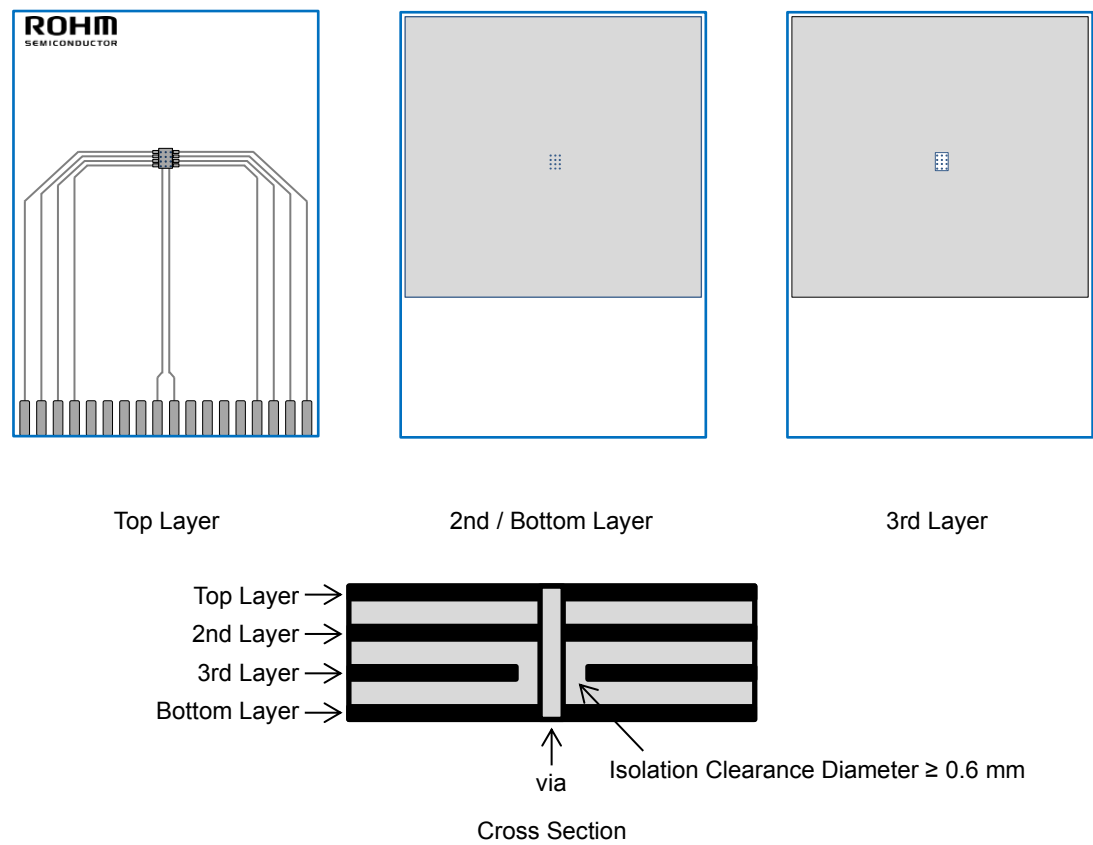 ROHM
SEMICONDUCTOR
Top Layer
2nd / Bottom Layer
3rd Layer
Top Layer
2nd Layer
3rd Layer
Bottom Layer
Isolation Clearance Diameter ≥ 0.6 mm
via
Cross Section